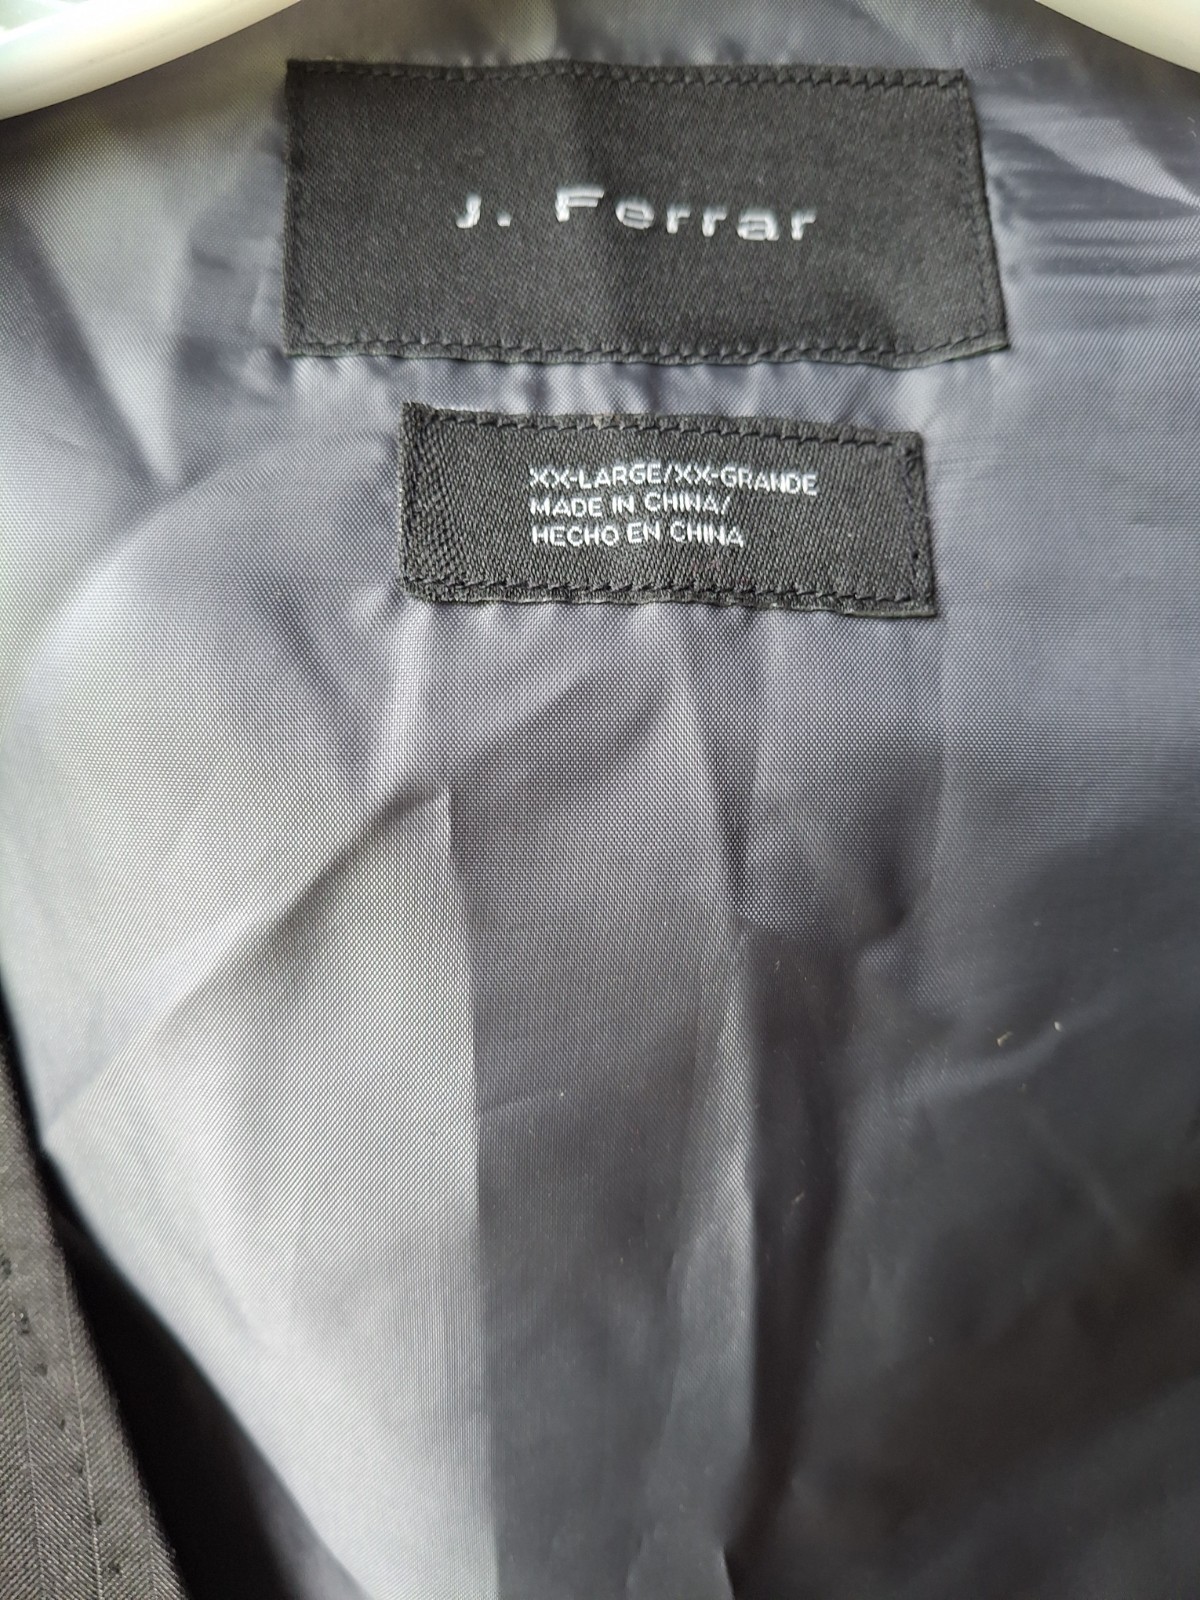 J. Ferrar
XX-LARGE/XX-GRANDE
MADE IN CHINA/
HECHO EN CHINA